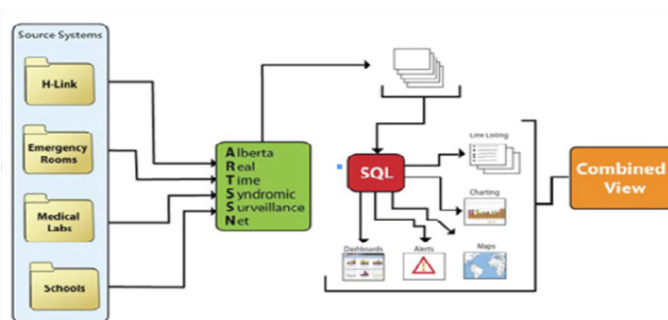 Source Systems
H-Link
Emergency
Rooms
Medical
Labs
Schools
Alberta
Real
Time
Syndromic
Surveillance
Net
SQL
Line Listing
Charting
Dashboards
Alerts
Maps
Combined
View